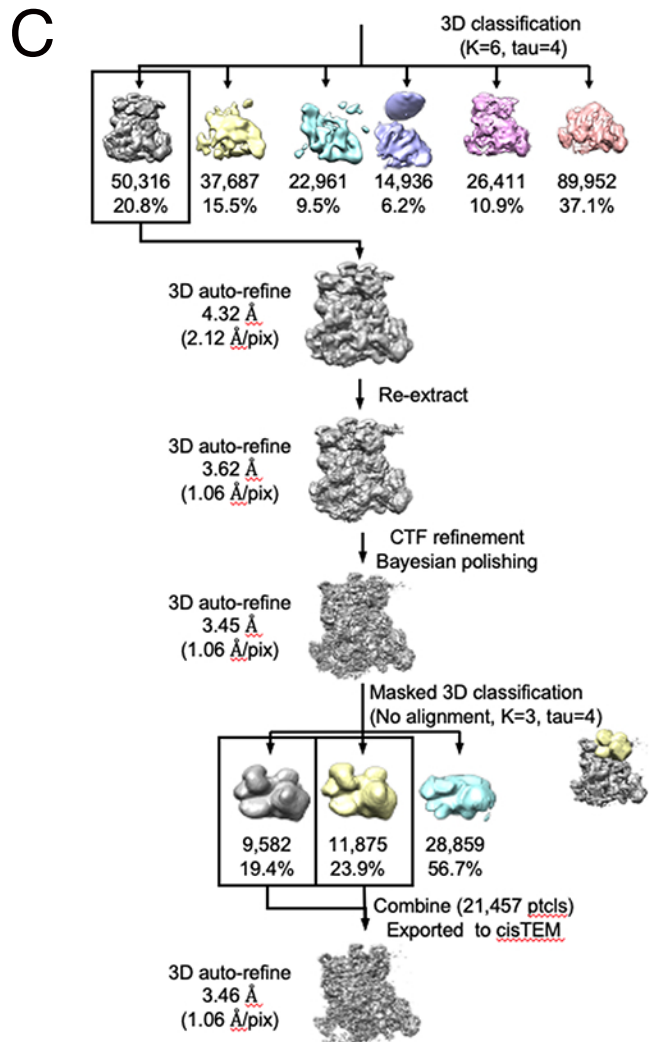 C
3D classification
(K=6, tau=4)
50,316 37,687 22,961 14,936 26,411 89,952
20.8% 15.5% 9.5% 6.2% 10.9% 37.1%
3D auto-refine
4.32 Å
(2.12 Å/pix)
Re-extract
3D auto-refine
3.62 Å
(1.06 Å/pix)
CTF refinement
Bayesian polishing
3D auto-refine
3.45 Å
(1.06 Å/pix)
Masked 3D classification
(No alignment, K=3, tau=4)
9,582 11,875 28,859
19.4% 23.9% 56.7%
Combine (21,457 ptcls)
Exported to cisTEM
3D auto-refine
3.46 Å
(1.06 Å/pix)